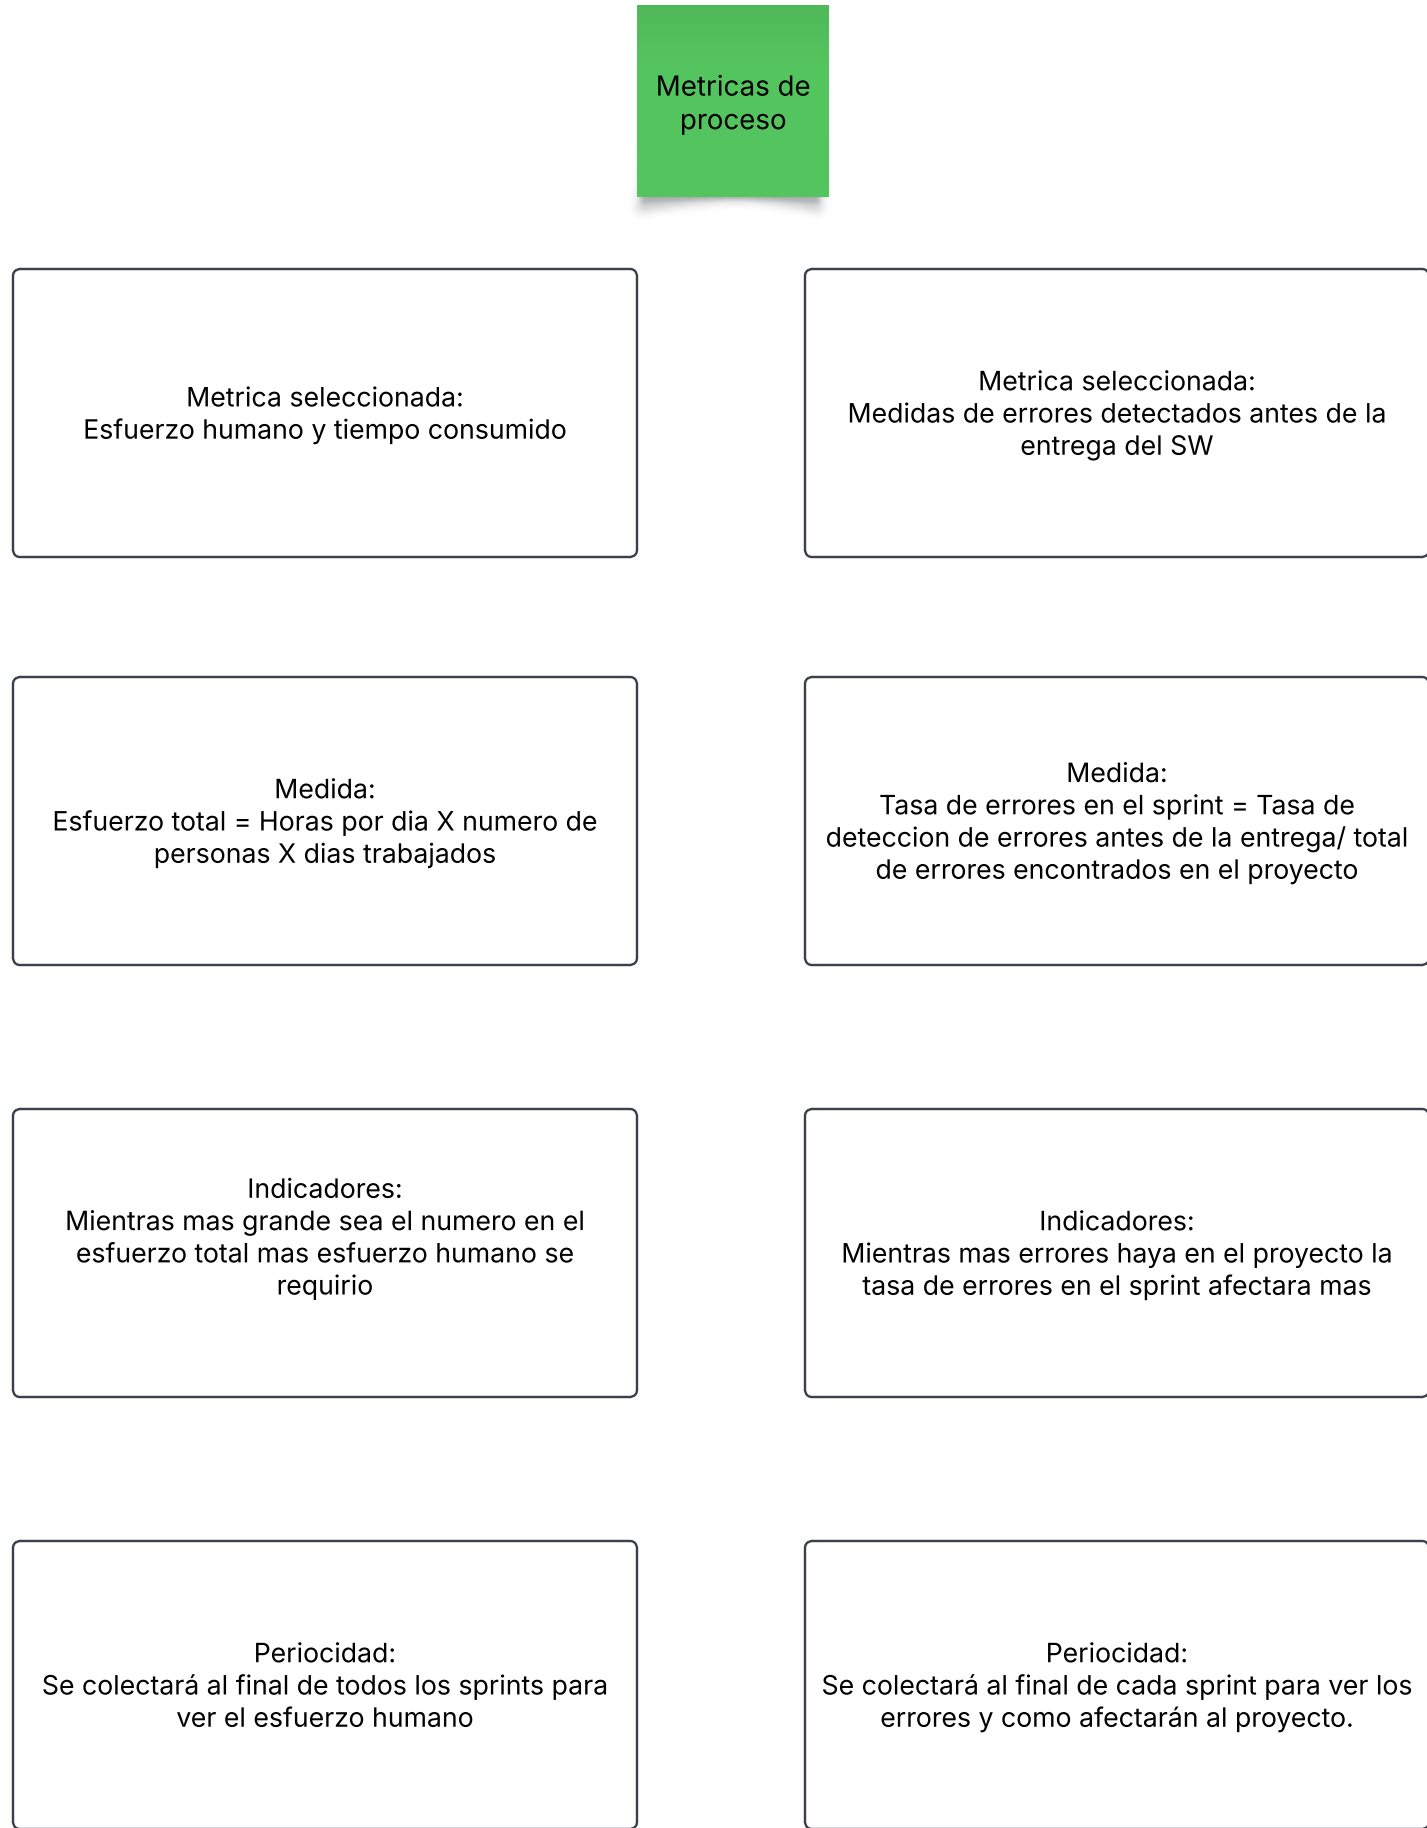 Metricas de
proceso
Metrica seleccionada:
Esfuerzo humano y tiempo consumido
Metrica seleccionada:
Medidas de errores detectados antes de la
entrega del SW
Medida:
Esfuerzo total = Horas por dia X numero de
personas X dias trabajados
Medida:
Tasa de errores en el sprint = Tasa de
deteccion de errores antes de la entrega/ total
de errores encontrados en el proyecto
Indicadores:
Mientras mas grande sea el numero en el
esfuerzo total mas esfuerzo humano se
requirio
Indicadores:
Mientras mas errores haya en el proyecto la
tasa de errores en el sprint afectara mas
Periocidad:
Se colectará al final de todos los sprints para
ver el esfuerzo humano
Periocidad:
Se colectará al final de cada sprint para ver los
errores y como afectarán al proyecto.